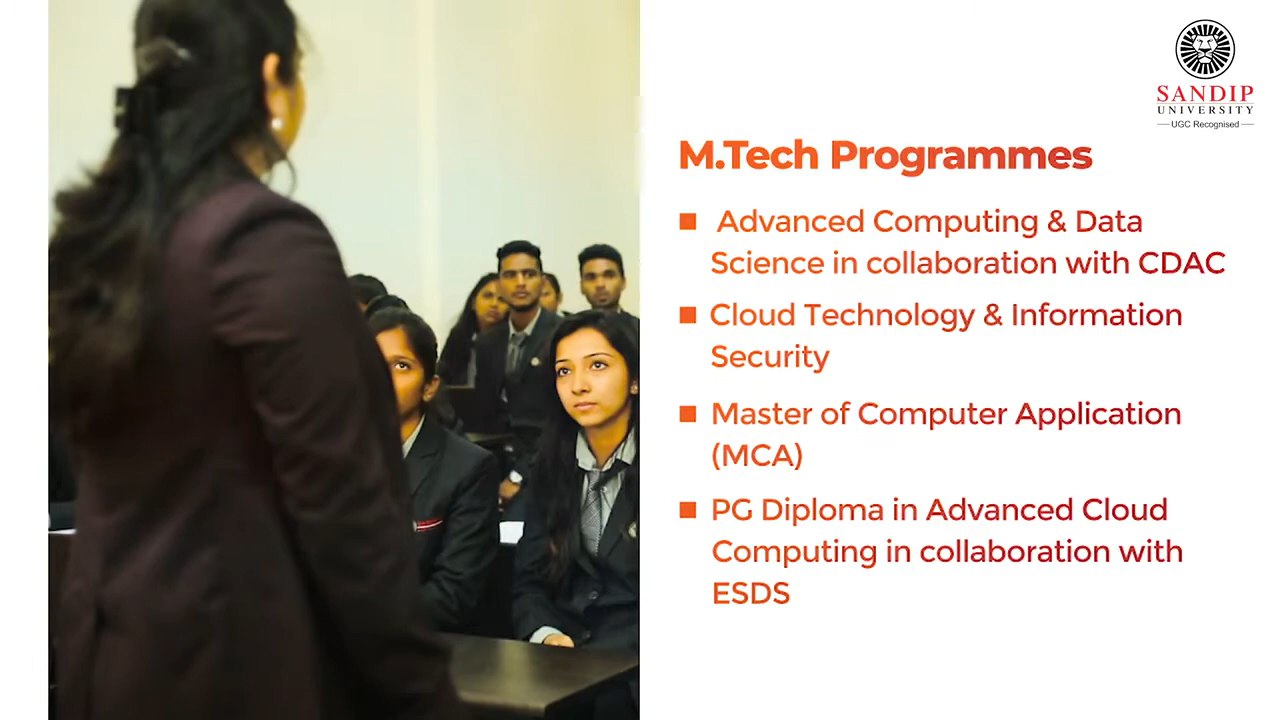 SANDIP
UNIVERSITY
UGC Recognised
M.Tech Programmes
Advanced Computing & Data
Science in collaboration with CDAC
Cloud Technology & Information
Security
Master of Computer Application
(MCA)
PG Diploma in Advanced Cloud
Computing in collaboration with
ESDS